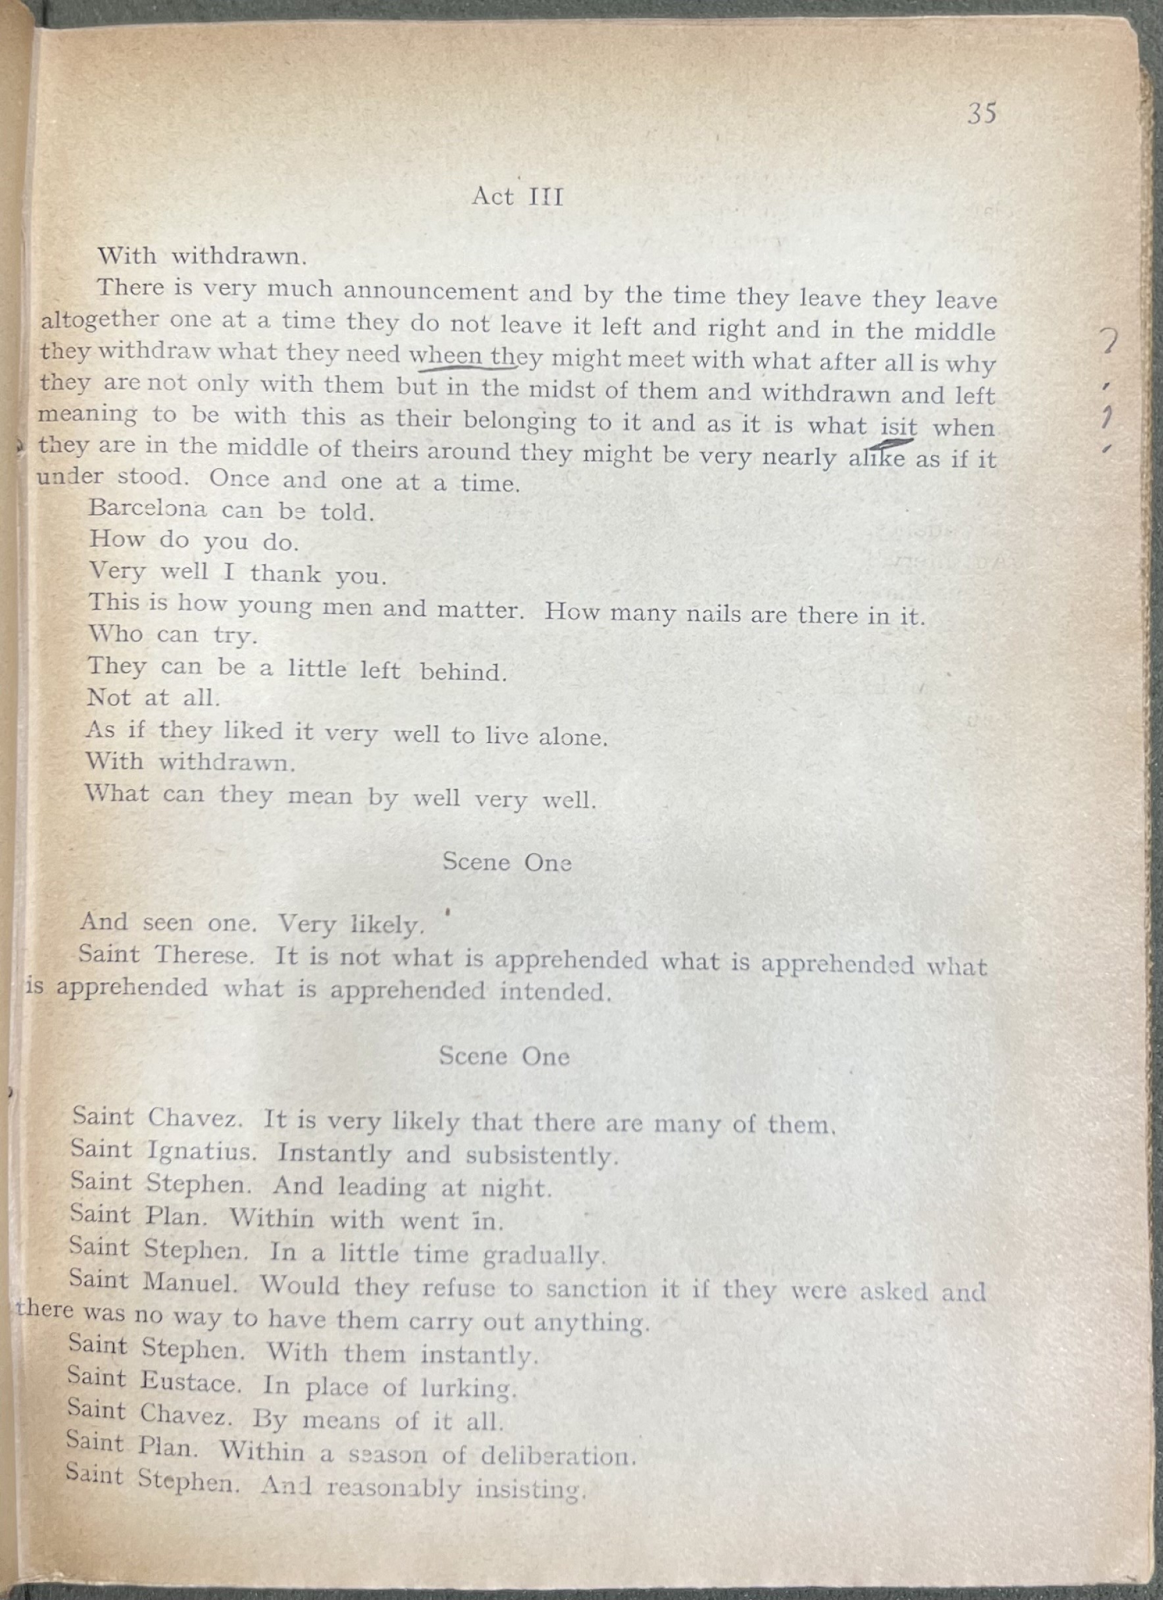 35
Act III
With withdrawn.
There is very much announcement and by the time they leave they leave
altogether one at a time they do not leave it left and right and in the middle
they withdraw what they need wheen they might meet with what after all is why
they are not only with them but in the midst of them and withdrawn and left
meaning to be with this as their belonging to it and as it is what isit when
they are in the middle of theirs around they might be very nearly alike as if it
under stood. Once and one at a time.
Barcelona can be told.
How do you do.
Very well I thank you.
This is how young men and matter. How many nails are there in it.
Who can try.
They can be a little left behind.
Not at all.
As if they liked it very well to live alone.
With withdrawn.
What can they mean by well very well.
Scene One
And seen one. Very likely.
Saint Therese. It is not what is apprehended what is apprehended what
is apprehended what is apprehended intended.
Scene One
Saint Chavez. It is very likely that there are many of them.
Saint Ignatius. Instantly and subsistently.
Saint Stephen. And leading at night.
Saint Plan. Within with went in.
Saint Stephen. In a little time gradually.
Saint Manuel. Would they refuse to sanction it if they were asked and
there was no way to have them carry out anything.
Saint Stephen. With them instantly.
Saint Eustace. In place of lurking.
Saint Chavez. By means of it all.
Saint Plan. Within a season of deliberation.
Saint Stephen. And reasonably insisting.